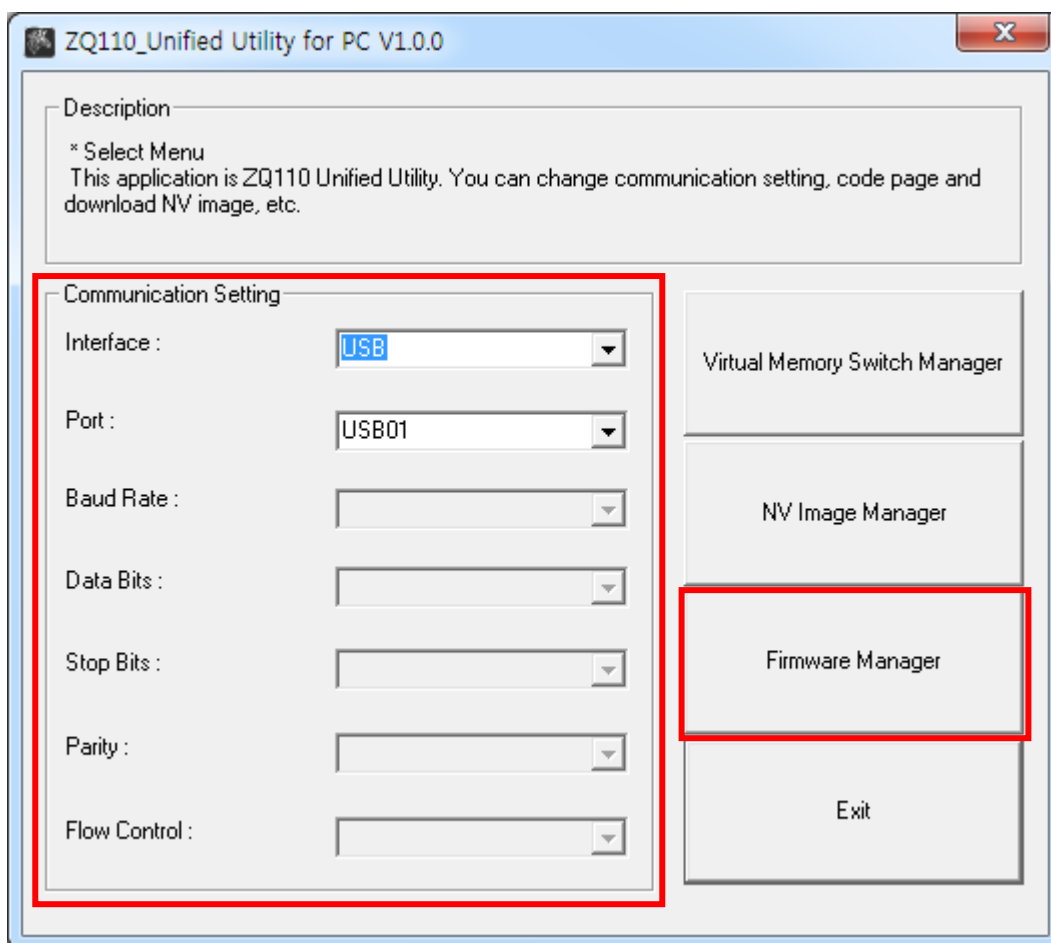 ZQ110_Unified Utility for PC V1.0.0
Description
* Select Menu
This application is ZQ110 Unified Utility. You can change communication setting, code page and
download NV image, etc.
Communication Setting
Interface :
USB
Port :
USB01
Baud Rate :
Data Bits :
Stop Bits :
Parity :
Flow Control :
Virtual Memory Switch Manager
NV Image Manager
Firmware Manager
Exit